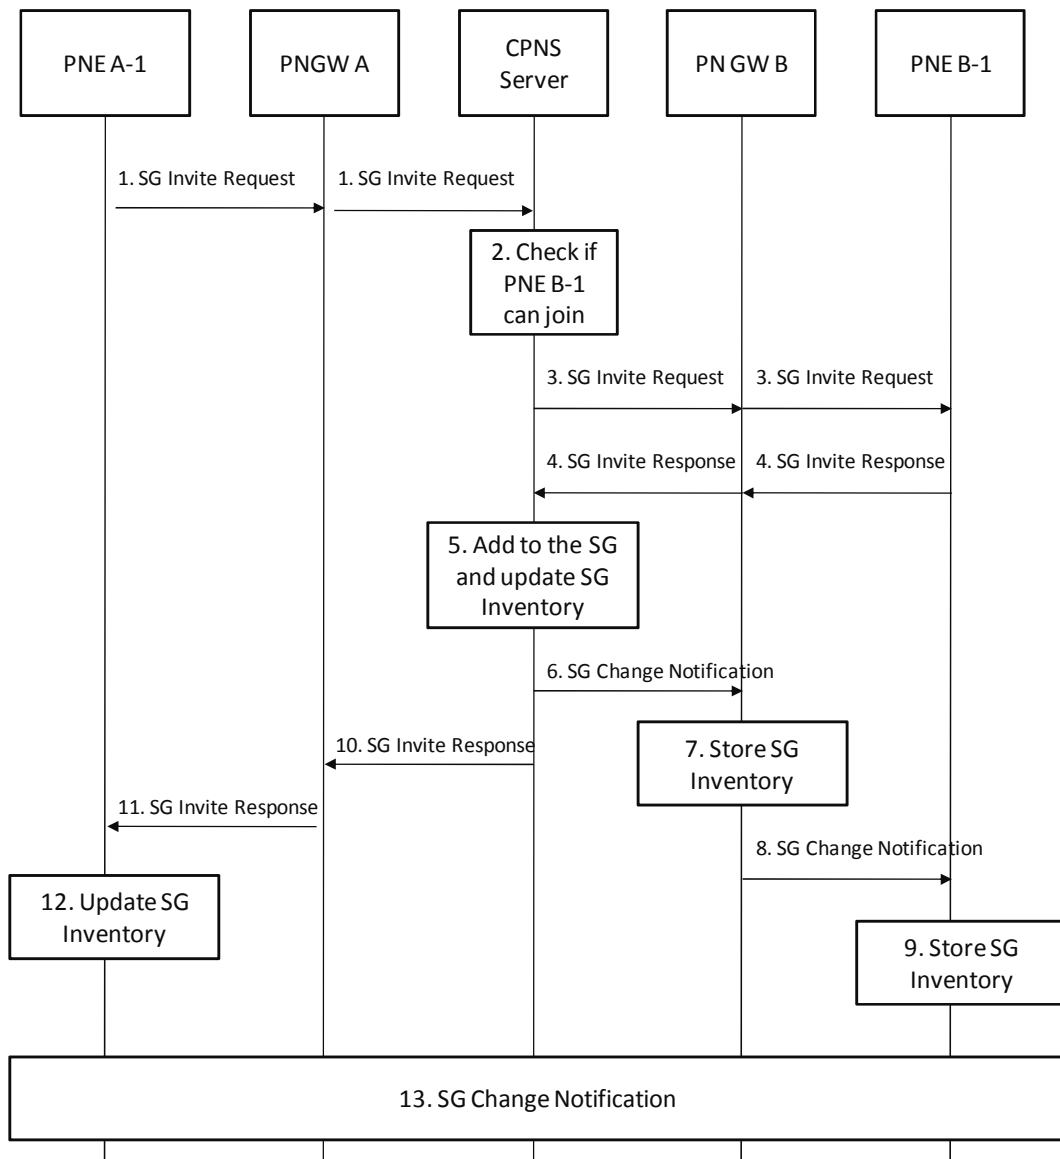 PNE A-1
PNGW A
CPNS
Server
PN GW B
PNE B-1
1. SG Invite Request
1. SG Invite Request
2. Check if
PNE B-1
can join
3. SG Invite Request
3. SG Invite Request
4. SG Invite Response
4. SG Invite Response
5. Add to the SG
and update SG
Inventory
6. SG Change Notification
7. Store SG
Inventory
10. SG Invite Response
11. SG Invite Response
8. SG Change Notification
12. Update SG
Inventory
9. Store SG
Inventory
13. SG Change Notification